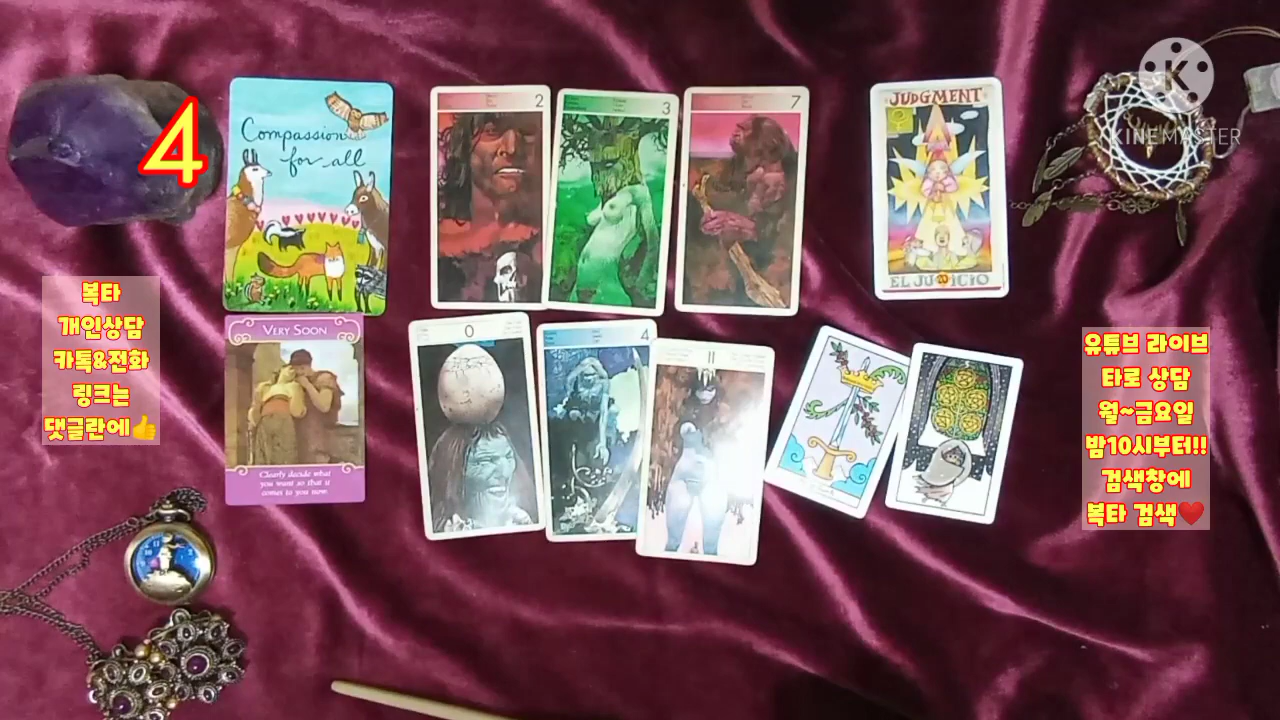 4
Compassion
for all
2
3
7
JUDGMENT
EL JUDICIO
20
K
KINEMASTER
복타
개인상담
카톡&전화
링크는
댓글란에👍
VERY SOON
Clearly decide what
you want so that it
comes to you now.
0
4
11
유튜브 라이브
타로 상담
월~금요일
밤10시부터!!
검색창에
복타 검색❤️